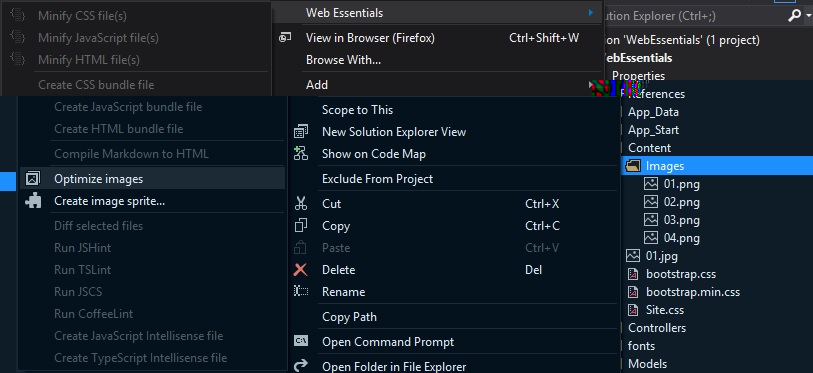 Minify CSS file(s)
Minify JavaScript file(s)
Minify HTML file(s)
Create CSS bundle file
Create JavaScript bundle file
Create HTML bundle file
Compile Markdown to HTML
Optimize images
Create image sprite...
Diff selected files
Run JSHint
Run TSLint
Run JSCS
Run CoffeeLint
Create JavaScript Intellisense file
Create TypeScript Intellisense file
Web Essentials
View in Browser (Firefox) Ctrl+Shift+W
Browse With...
Add
Scope to This
New Solution Explorer View
Show on Code Map
Exclude From Project
Cut Ctrl+X
Copy Ctrl+C
Paste Ctrl+V
Delete Del
Rename
Copy Path
Open Command Prompt
Open Folder in File Explorer
lution Explorer (Ctrl+;)
on 'WebEssentials' (1 project)
WebEssentials
Properties
References
App_Data
App_Start
Content
Images
01.png
02.png
03.png
04.png
01.jpg
bootstrap.css
bootstrap.min.css
Site.css
Controllers
fonts
Models